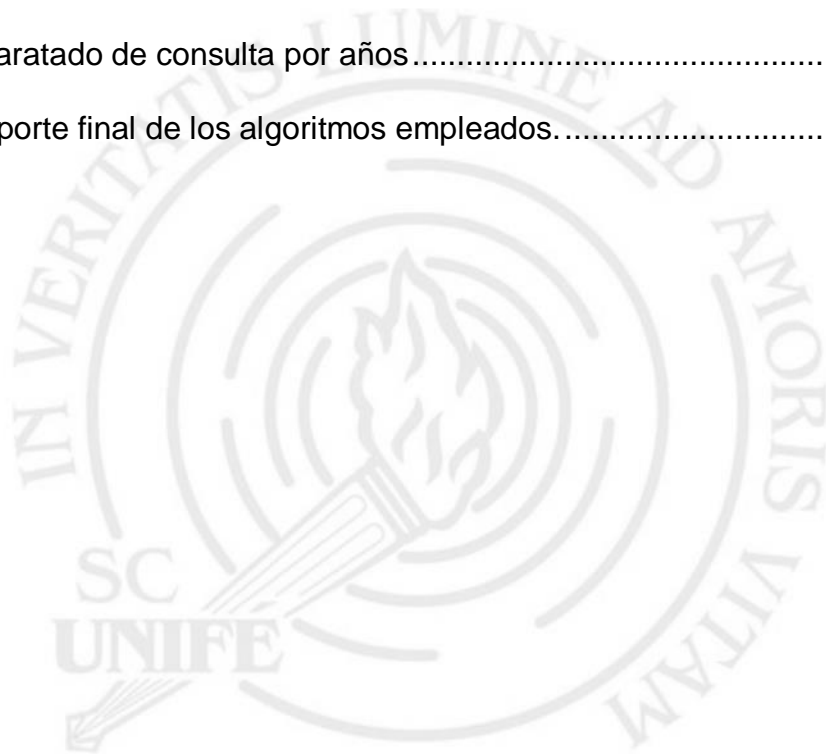 aratado de consulta por años.................................................
porte final de los algoritmos empleados................................
IN VERITATIS LUMINE AD AMORIS VITAM
SC
UNIFE